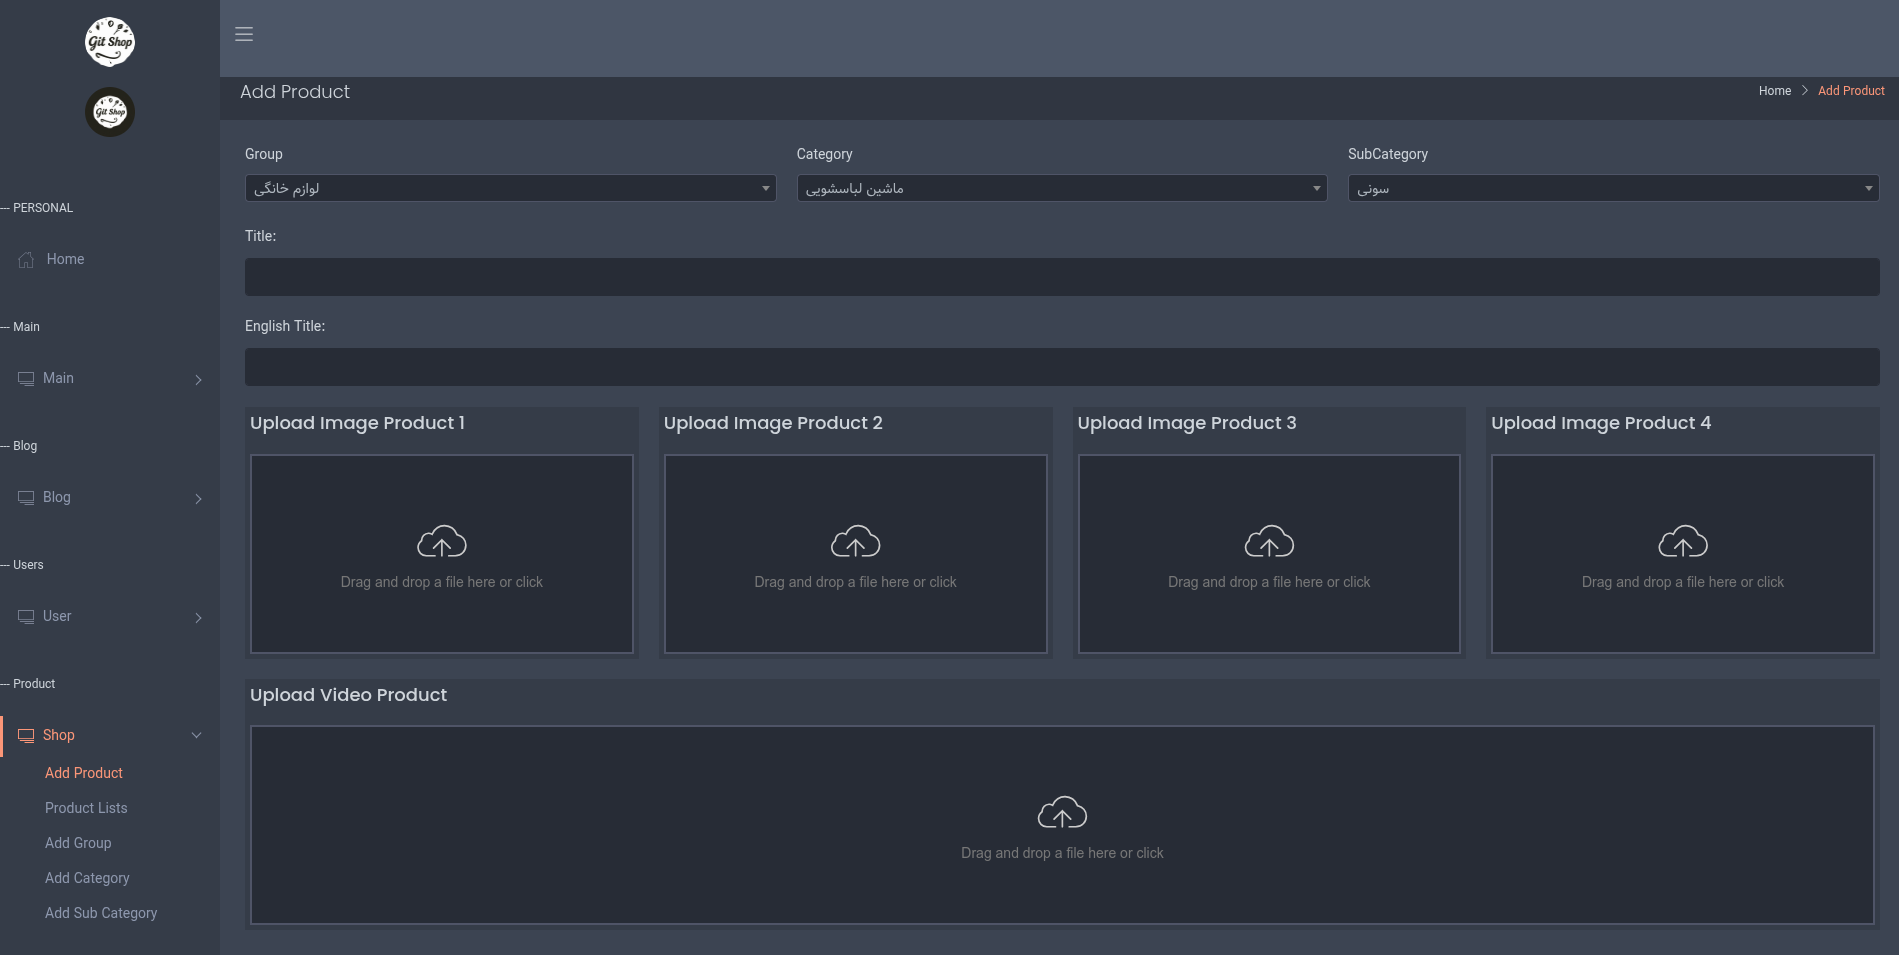 Git Shop
Git Shop
--- PERSONAL
Home
--- Main
Main
--- Blog
Blog
--- Users
User
--- Product
Shop
Add Product
Product Lists
Add Group
Add Category
Add Sub Category
Add Product
Home > Add Product
Group
لوازم خانگی
Category
ماشین لباسشویی
SubCategory
سونی
Title:
English Title:
Upload Image Product 1
Drag and drop a file here or click
Upload Image Product 2
Drag and drop a file here or click
Upload Image Product 3
Drag and drop a file here or click
Upload Image Product 4
Drag and drop a file here or click
Upload Video Product
Drag and drop a file here or click